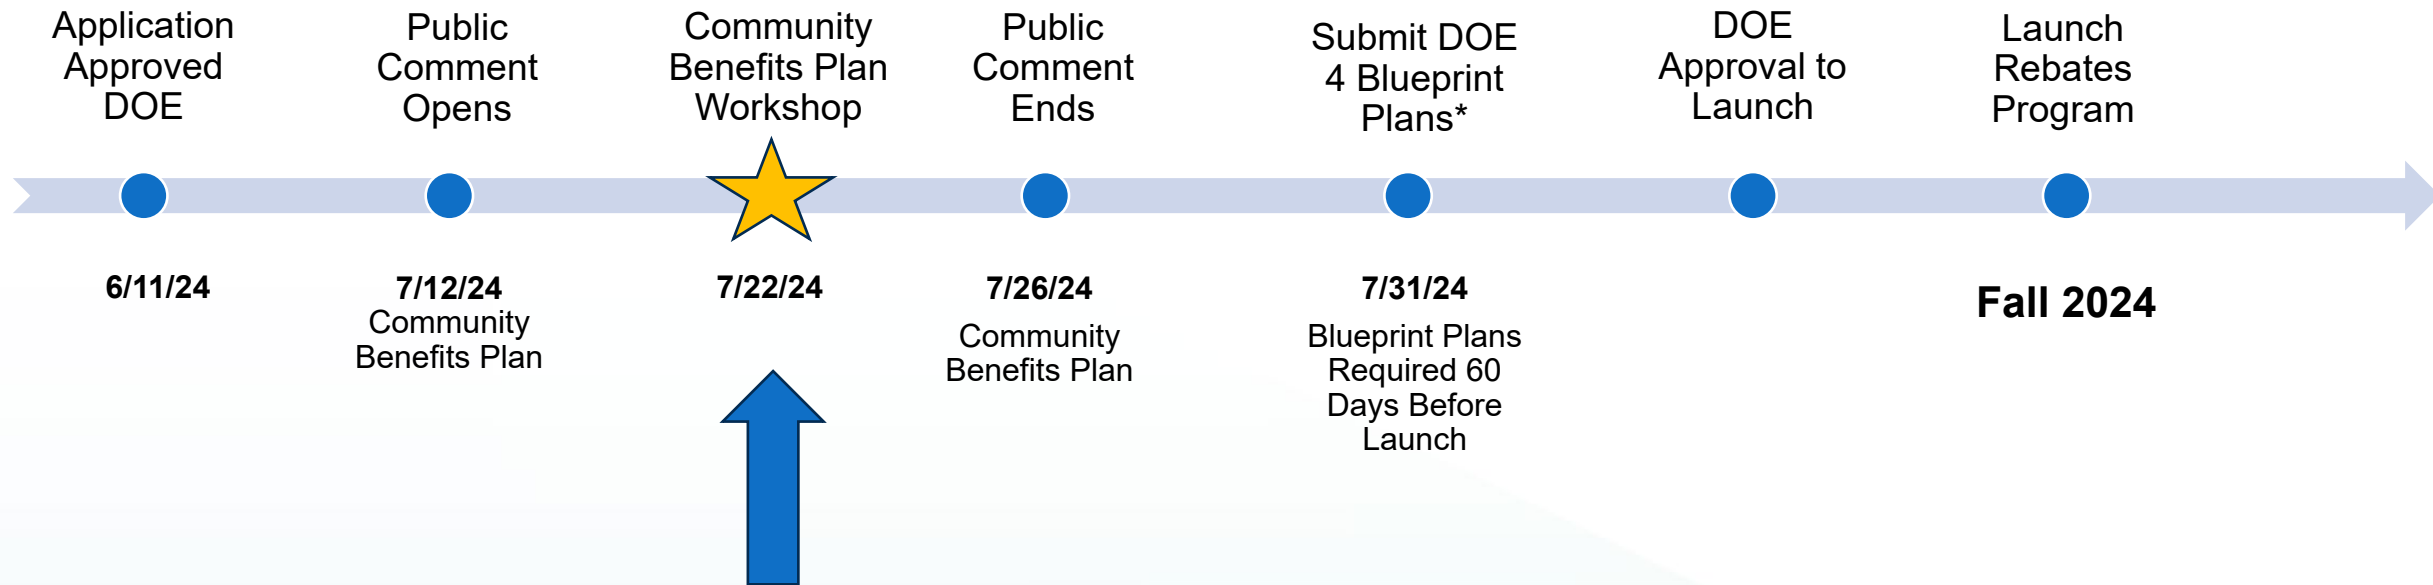 Application
Approved
DOE
Public
Comment
Opens
Community
Benefits Plan
Workshop
Public
Comment
Ends
Submit DOE
4 Blueprint
Plans*
DOE
Approval to
Launch
Launch
Rebates
Program
6/11/24
7/12/24
Community
Benefits Plan
7/22/24
7/26/24
Community
Benefits Plan
7/31/24
Blueprint Plans
Required 60
Days Before
Launch
Fall 2024